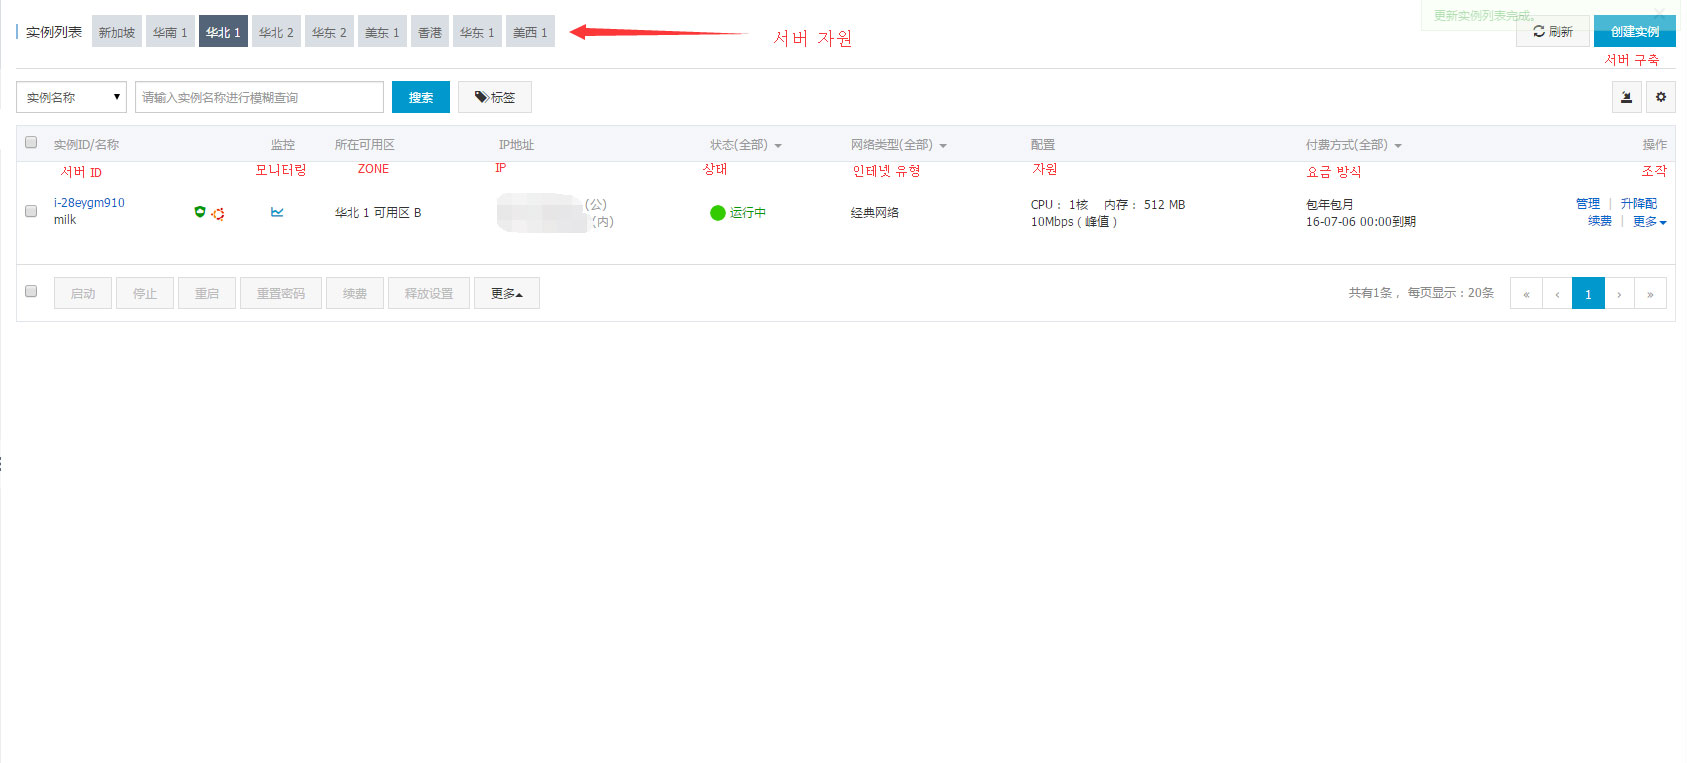 更新实例列表完成。
实例列表 新加坡 华南 1 华北 1 华北 2 华东 2 美东 1 香港 华东 1 美西 1 서버 자원 刷新 创建实例
서버 구축
实例名称 请输入实例名称进行模糊查询 搜索 标签
实例ID/名称 监控 所在可用区 IP地址 状态(全部) 网络类型(全部) 配置 付费方式(全部) 操作
서버 ID 모니터링 ZONE IP 상태 인터넷 유형 자원 요금 방식 조작
i-28eygm910 (公) CPU： 1核 内存： 512 MB 包年包月 管理 | 升降配
milk 华北 1 可用区 B 运行中 经典网络
(内) 10Mbps ( 峰值 ) 16-07-06 00:00到期 续费 | 更多
启动 停止 重启 重置密码 续费 释放设置 更多 共有1条， 每页显示：20条 « ‹ 1 › »